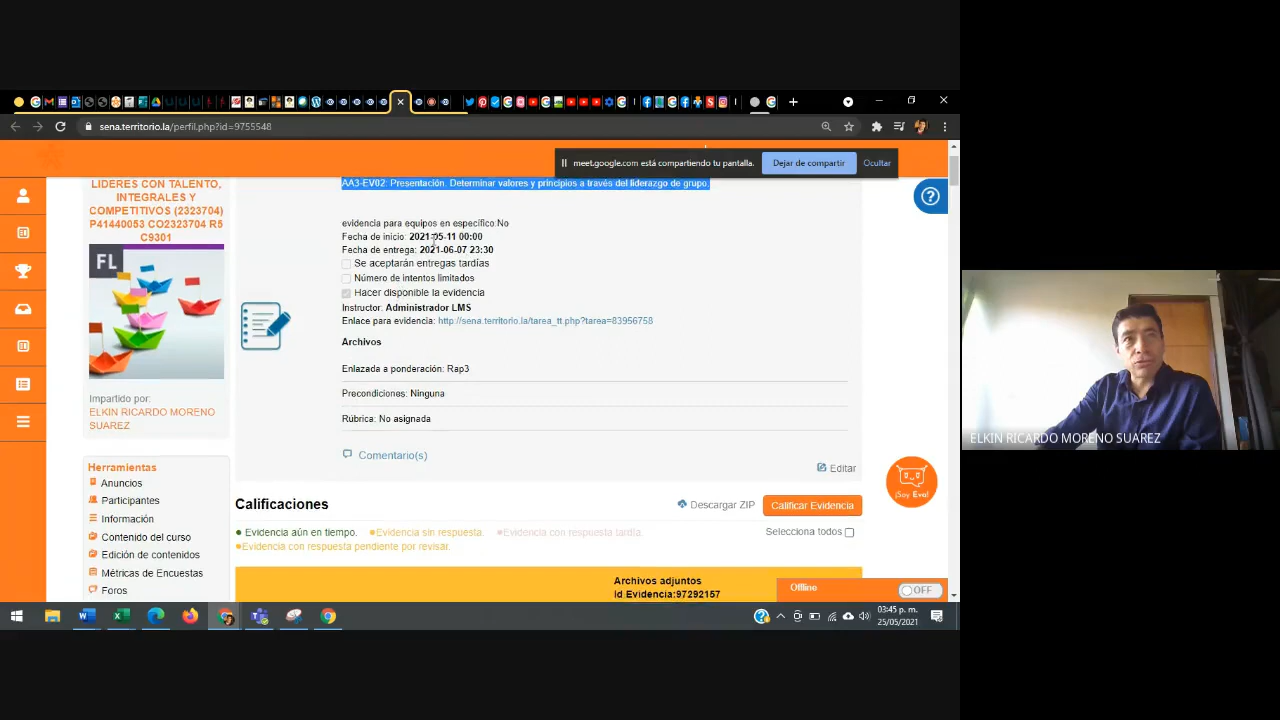 sena.territorio.la/perfil.php?id=9755548
meet.google.com está compartiendo tu pantalla.
Dejar de compartir
Ocultar
LIDERES CON TALENTO,
INTEGRALES Y
COMPETITIVOS (2323704)
P41440053 CO2323704 R5
C9301
FL
Impartido por:
ELKIN RICARDO MORENO
SUAREZ
Herramientas
Anuncios
Participantes
Información
Contenido del curso
Edición de contenidos
Métricas de Encuestas
Foros
AA3-EV02: Presentación. Determinar valores y principios a través del liderazgo de grupo.
evidencia para equipos en específico:No
Fecha de inicio: 2021-05-11 00:00
Fecha de entrega: 2021-06-07 23:30
Se aceptarán entregas tardías
Número de intentos limitados
Hacer disponible la evidencia
Instructor: Administrador LMS
Enlace para evidencia: http://sena.territorio.la/tarea_tt.php?tarea=83956758
Archivos
Enlazada a ponderación: Rap3
Precondiciones: Ninguna
Rúbrica: No asignada
Comentario(s)
Editar
¡Soy Eva!
Calificaciones
Descargar ZIP
Calificar Evidencia
Evidencia aún en tiempo.
Evidencia sin respuesta.
Evidencia con respuesta tardía.
Selecciona todos
Evidencia con respuesta pendiente por revisar.
Archivos adjuntos
Id Evidencia:97292157
Offline
OFF
03:45 p. m.
25/05/2021
ELKIN RICARDO MORENO SUAREZ